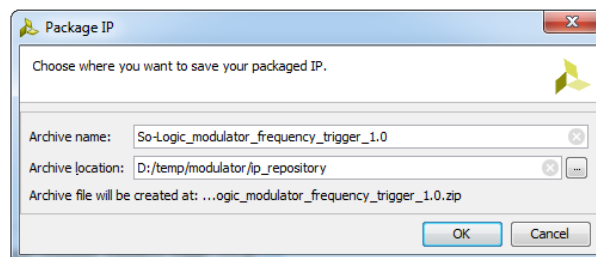 Package IP
Choose where you want to save your packaged IP.
Archive name: So-Logic_modulator_frequency_trigger_1.0
Archive location: D:/temp/modulator/ip_repository ...
Archive file will be created at: ...ogic_modulator_frequency_trigger_1.0.zip
OK Cancel